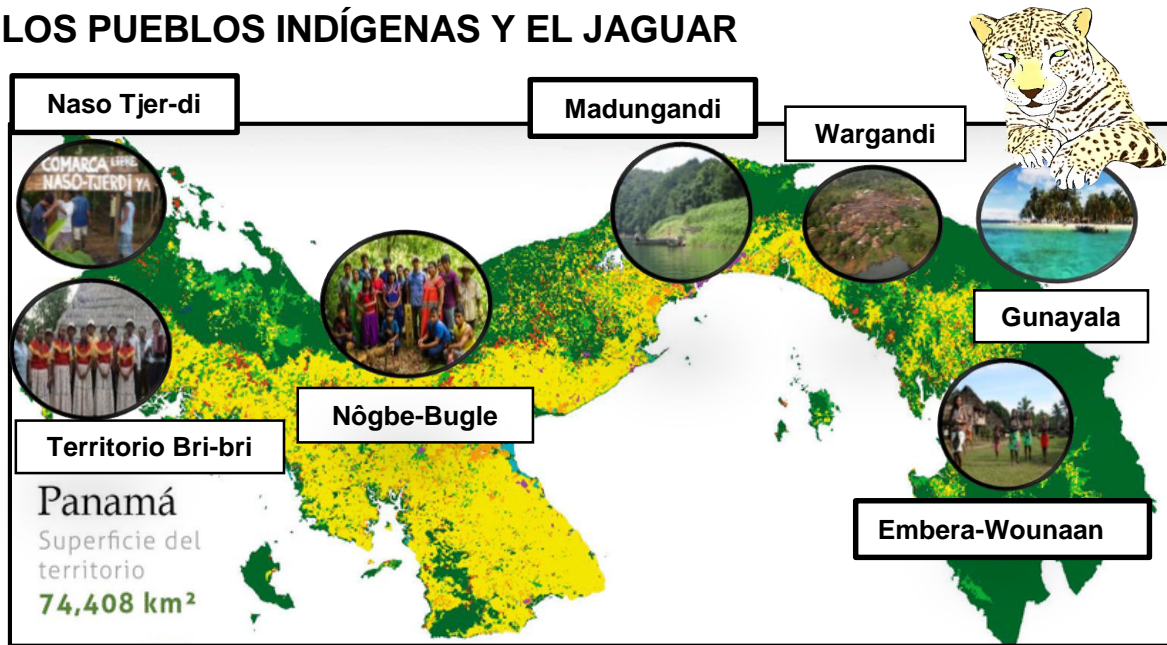 LOS PUEBLOS INDÍGENAS Y EL JAGUAR
Naso Tjer-di
Madungandi
Wargandi
COMARCA LIBRE
NASO-TJERDI YA
Gunayala
Nôgbe-Bugle
Territorio Bri-bri
Embera-Wounaan
Panamá
Superficie del
territorio
74,408 km²